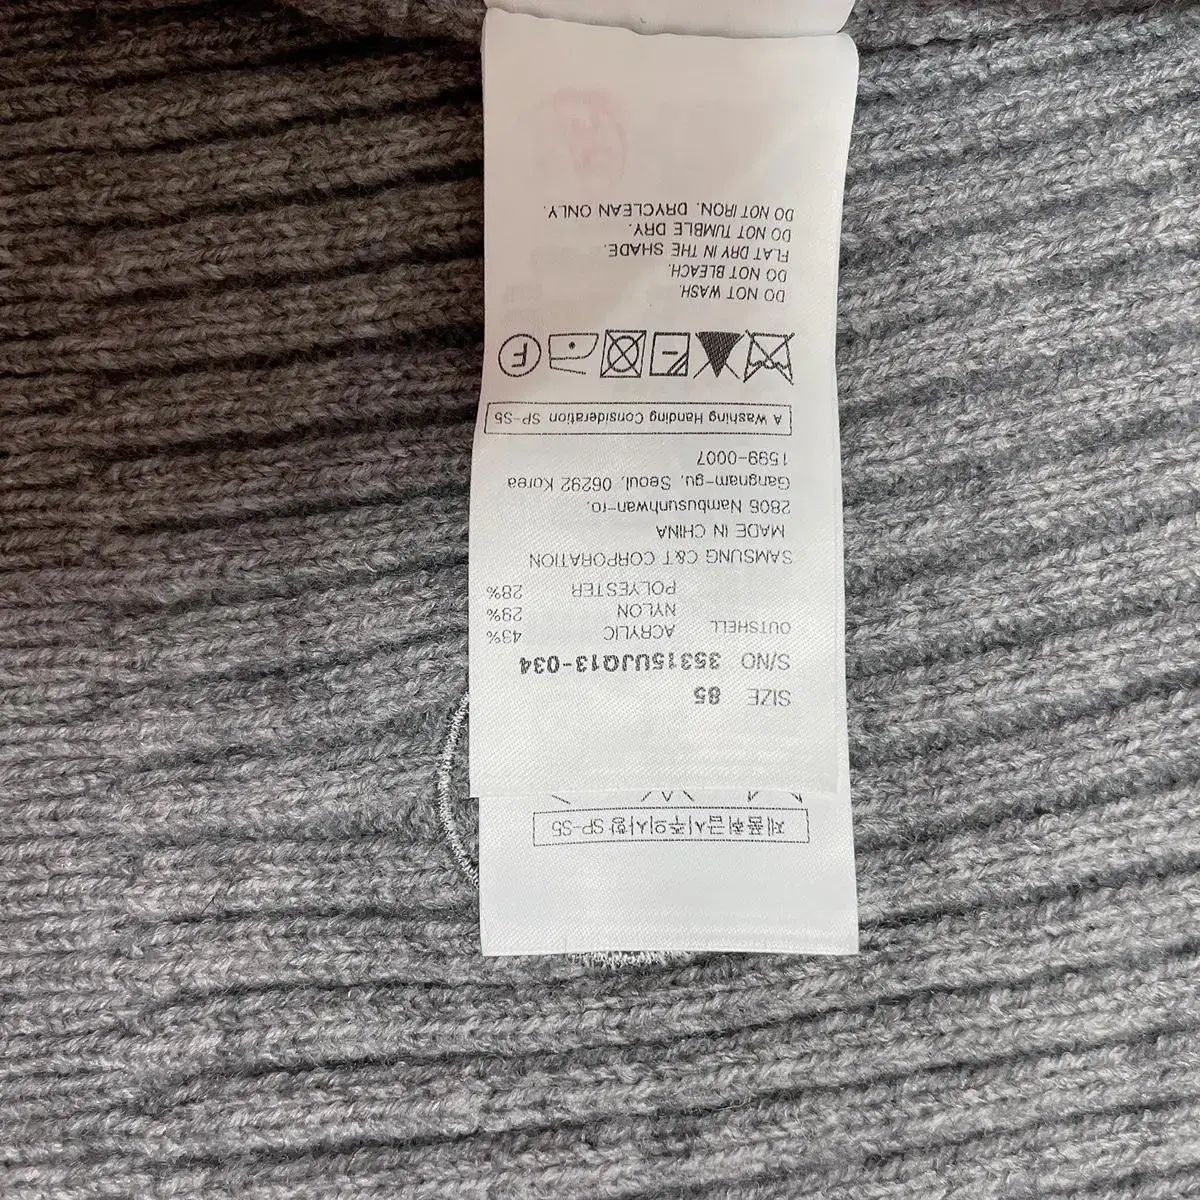 제품취급시주의사항 SP-S5
SIZE 85
S/NO 35315UJQ13-034
OUTSHELL ACRYLIC 43%
NYLON 29%
POLYESTER 28%
SAMSUNG C&T CORPORATION
MADE IN CHINA
2806 Nambusunhwan-ro,
Gangnam-gu, Seoul, 06292 Korea
1599-0007
A Washing Handing Consideration SP-S5
F
DO NOT WASH.
DO NOT BLEACH.
FLAT DRY IN THE SHADE.
DO NOT TUMBLE DRY.
DO NOT IRON. DRYCLEAN ONLY.